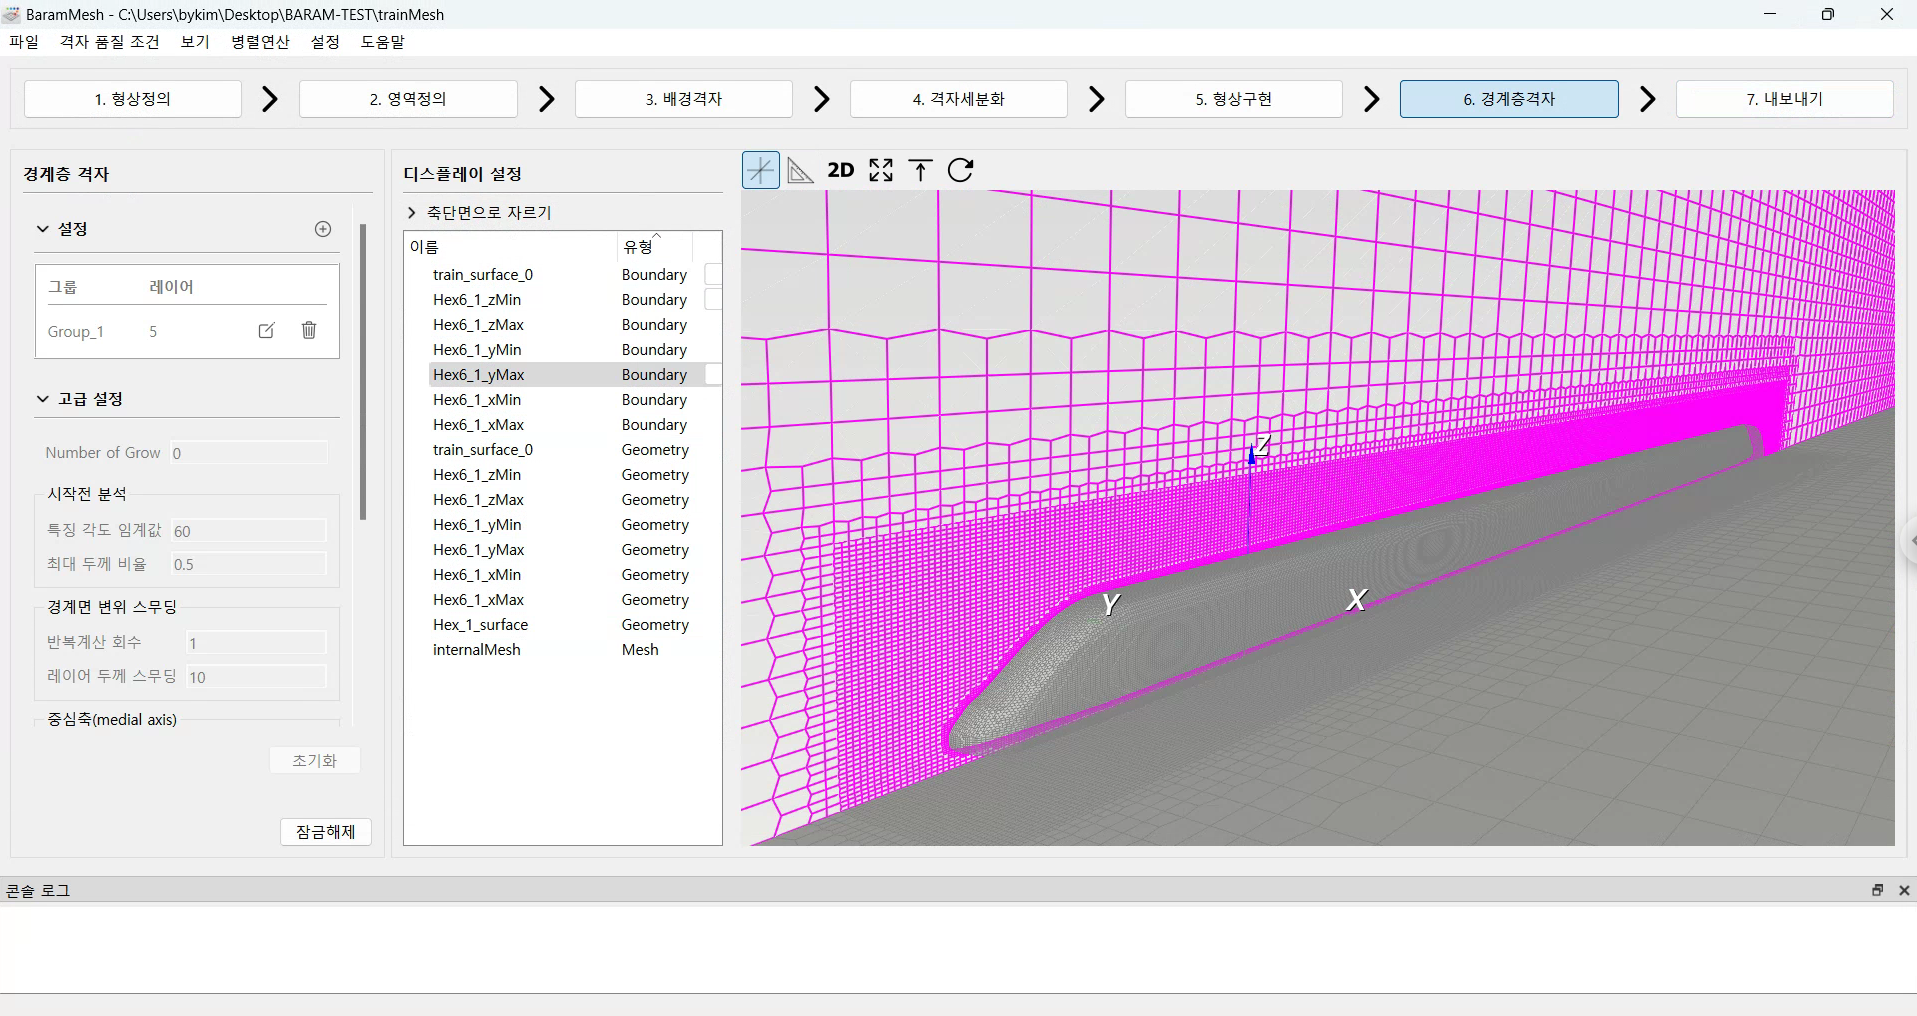 BaramMesh - C:\Users\bykim\Desktop\BARAM-TEST\trainMesh
파일 격자 품질 조건 보기 병렬연산 설정 도움말
1. 형상정의 2. 영역정의 3. 배경격자 4. 격자세분화 5. 형상구현 6. 경계층격자 7. 내보내기
경계층 격자
설정
그룹 레이어
Group_1 5
고급 설정
Number of Grow 0
시작전 분석
특징 각도 임계값 60
최대 두께 비율 0.5
경계면 변위 스무딩
반복계산 회수 1
레이어 두께 스무딩 10
중심축(medial axis)
초기화
잠금해제
디스플레이 설정
축단면으로 자르기
이름 유형
train_surface_0 Boundary
Hex6_1_zMin Boundary
Hex6_1_zMax Boundary
Hex6_1_yMin Boundary
Hex6_1_yMax Boundary
Hex6_1_xMin Boundary
Hex6_1_xMax Boundary
train_surface_0 Geometry
Hex6_1_zMin Geometry
Hex6_1_zMax Geometry
Hex6_1_yMin Geometry
Hex6_1_yMax Geometry
Hex6_1_xMin Geometry
Hex6_1_xMax Geometry
Hex_1_surface Geometry
internalMesh Mesh
2D
Z
Y
X
콘솔 로그